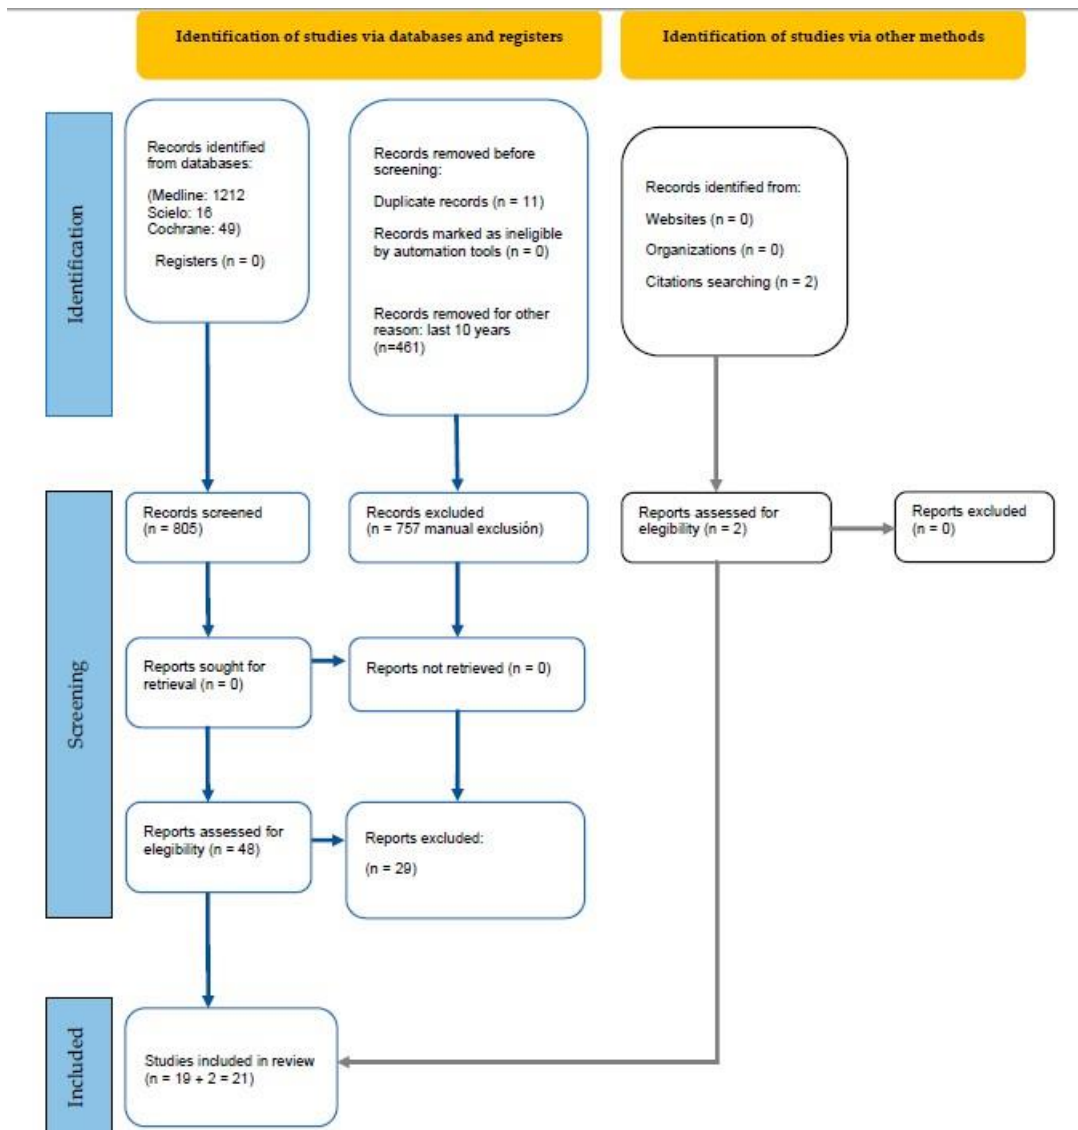 Identification of studies via databases and registers
Identification of studies via other methods
Identification
Records identified
from databases:
(Medline: 1212
Scielo: 16
Cochrane: 49)
Registers (n = 0)
Records removed before
screening:
Duplicate records (n = 11)
Records marked as ineligible
by automation tools (n = 0)
Records removed for other
reason: last 10 years
(n=461)
Records identified from:
Websites (n = 0)
Organizations (n = 0)
Citations searching (n = 2)
Screening
Records screened
(n = 805)
Records excluded
(n = 757 manual exclusión)
Reports assessed for
elegibility (n = 2)
Reports excluded
(n = 0)
Reports sought for
retrieval (n = 0)
Reports not retrieved (n = 0)
Reports assessed for
elegibility (n = 48)
Reports excluded:
(n = 29)
Included
Studies included in review
(n = 19 + 2 = 21)